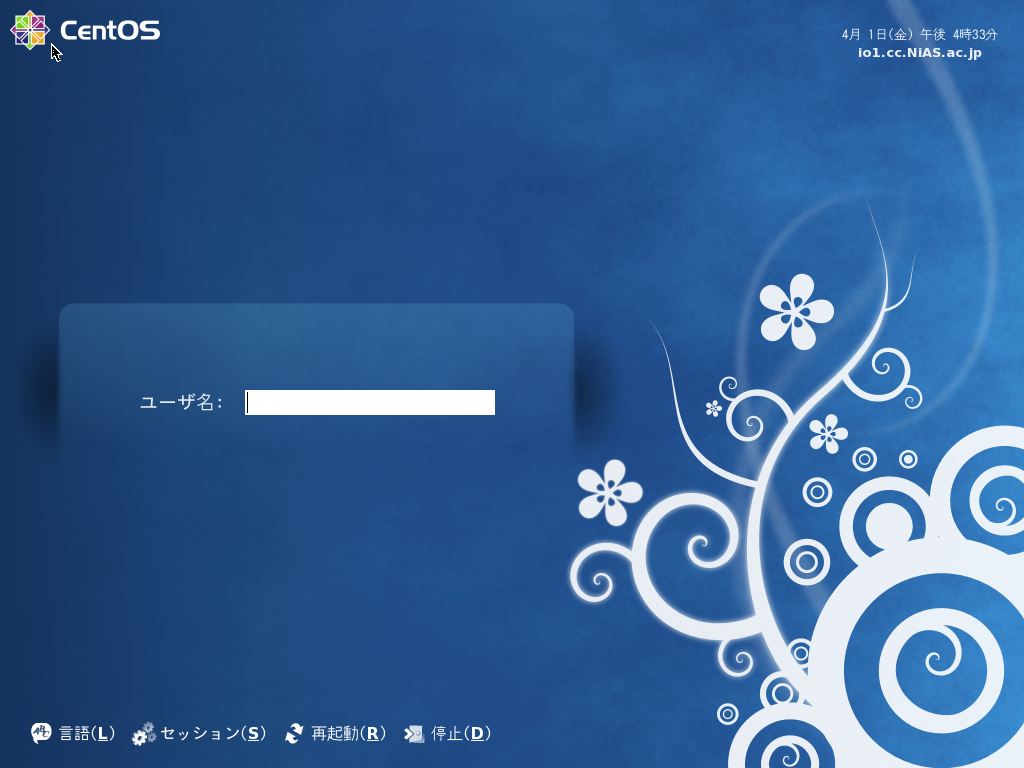 CentOS
4月 1日(金) 午後 4時33分
io1.cc.NiAS.ac.jp
ユーザ名:
言語(L) セッション(S) 再起動(R) 停止(D)